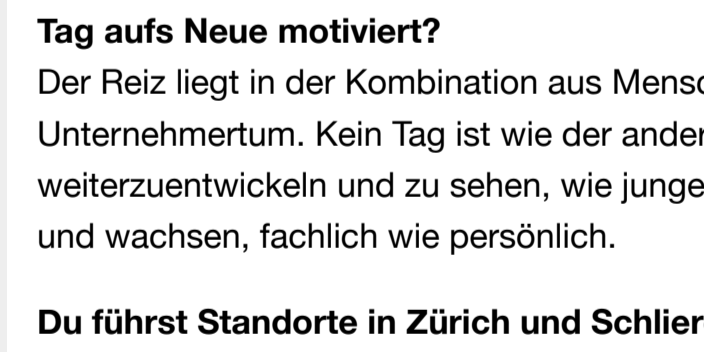 Tag aufs Neue motiviert?
Der Reiz liegt in der Kombination aus
Unternehmertum. Kein Tag ist wie der
weiterzuentwickeln und zu sehen, wie junge
und wachsen, fachlich wie persönlich.
Du führst Standorte in Zürich und